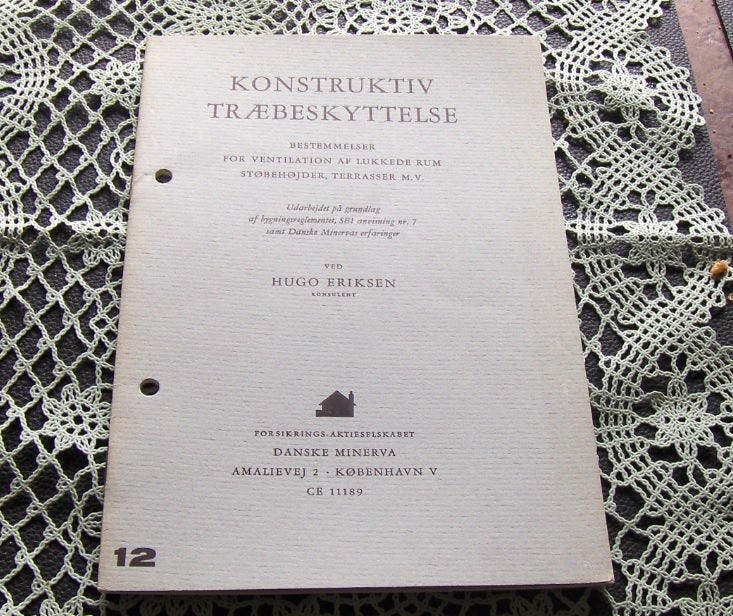 KONSTRUKTIV
TRÆBESKYTTELSE
BESTEMMELSER
FOR VENTILATION AF LUKKEDE RUM
STØBEHØJDER, TERRASSER M.V.
Udarbejdet på grundlag
af bygningsreglementet, SBI anvisning nr. 7
samt Danske Minervas erfaringer
VED
HUGO ERIKSEN
KONSULENT
FORSIKRINGS-AKTIESELSKABET
DANSKE MINERVA
AMALIEVEJ 2 · KØBENHAVN V
CE 11189
12